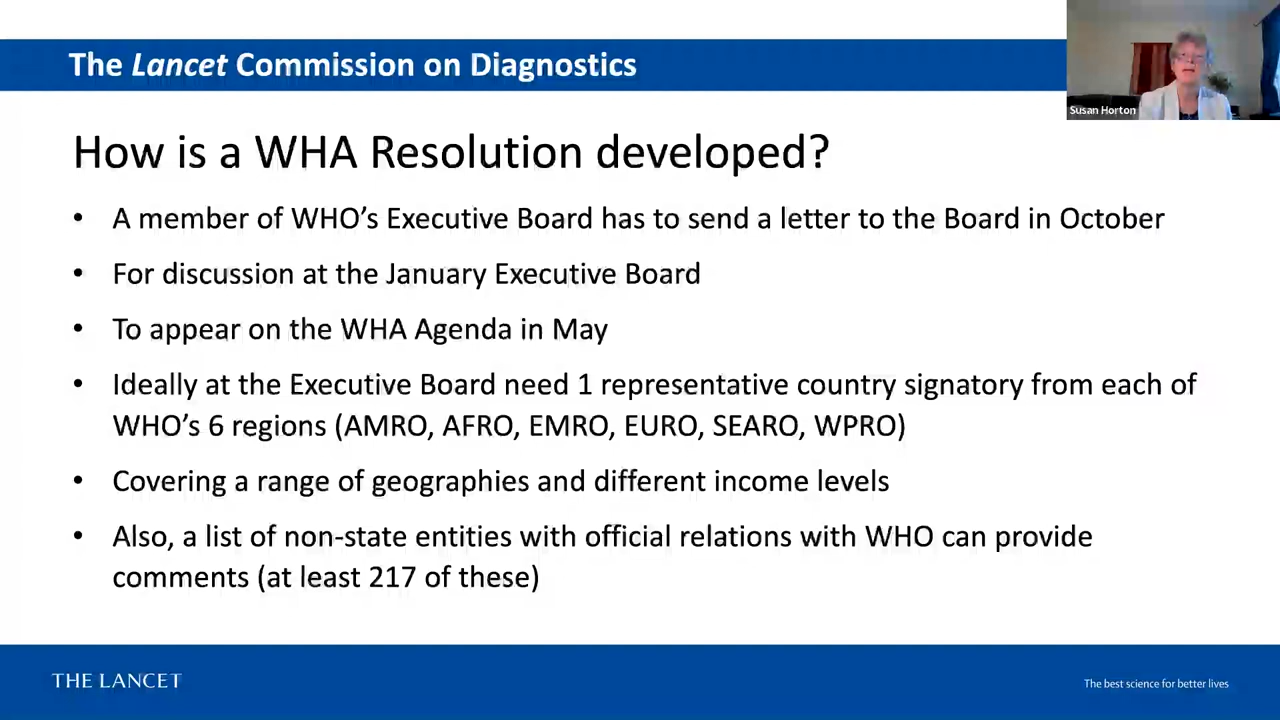 The Lancet Commission on Diagnostics
Susan Horton
How is a WHA Resolution developed?
• A member of WHO’s Executive Board has to send a letter to the Board in October
• For discussion at the January Executive Board
• To appear on the WHA Agenda in May
• Ideally at the Executive Board need 1 representative country signatory from each of
WHO’s 6 regions (AMRO, AFRO, EMRO, EURO, SEARO, WPRO)
• Covering a range of geographies and different income levels
• Also, a list of non-state entities with official relations with WHO can provide
comments (at least 217 of these)
THE LANCET
The best science for better lives